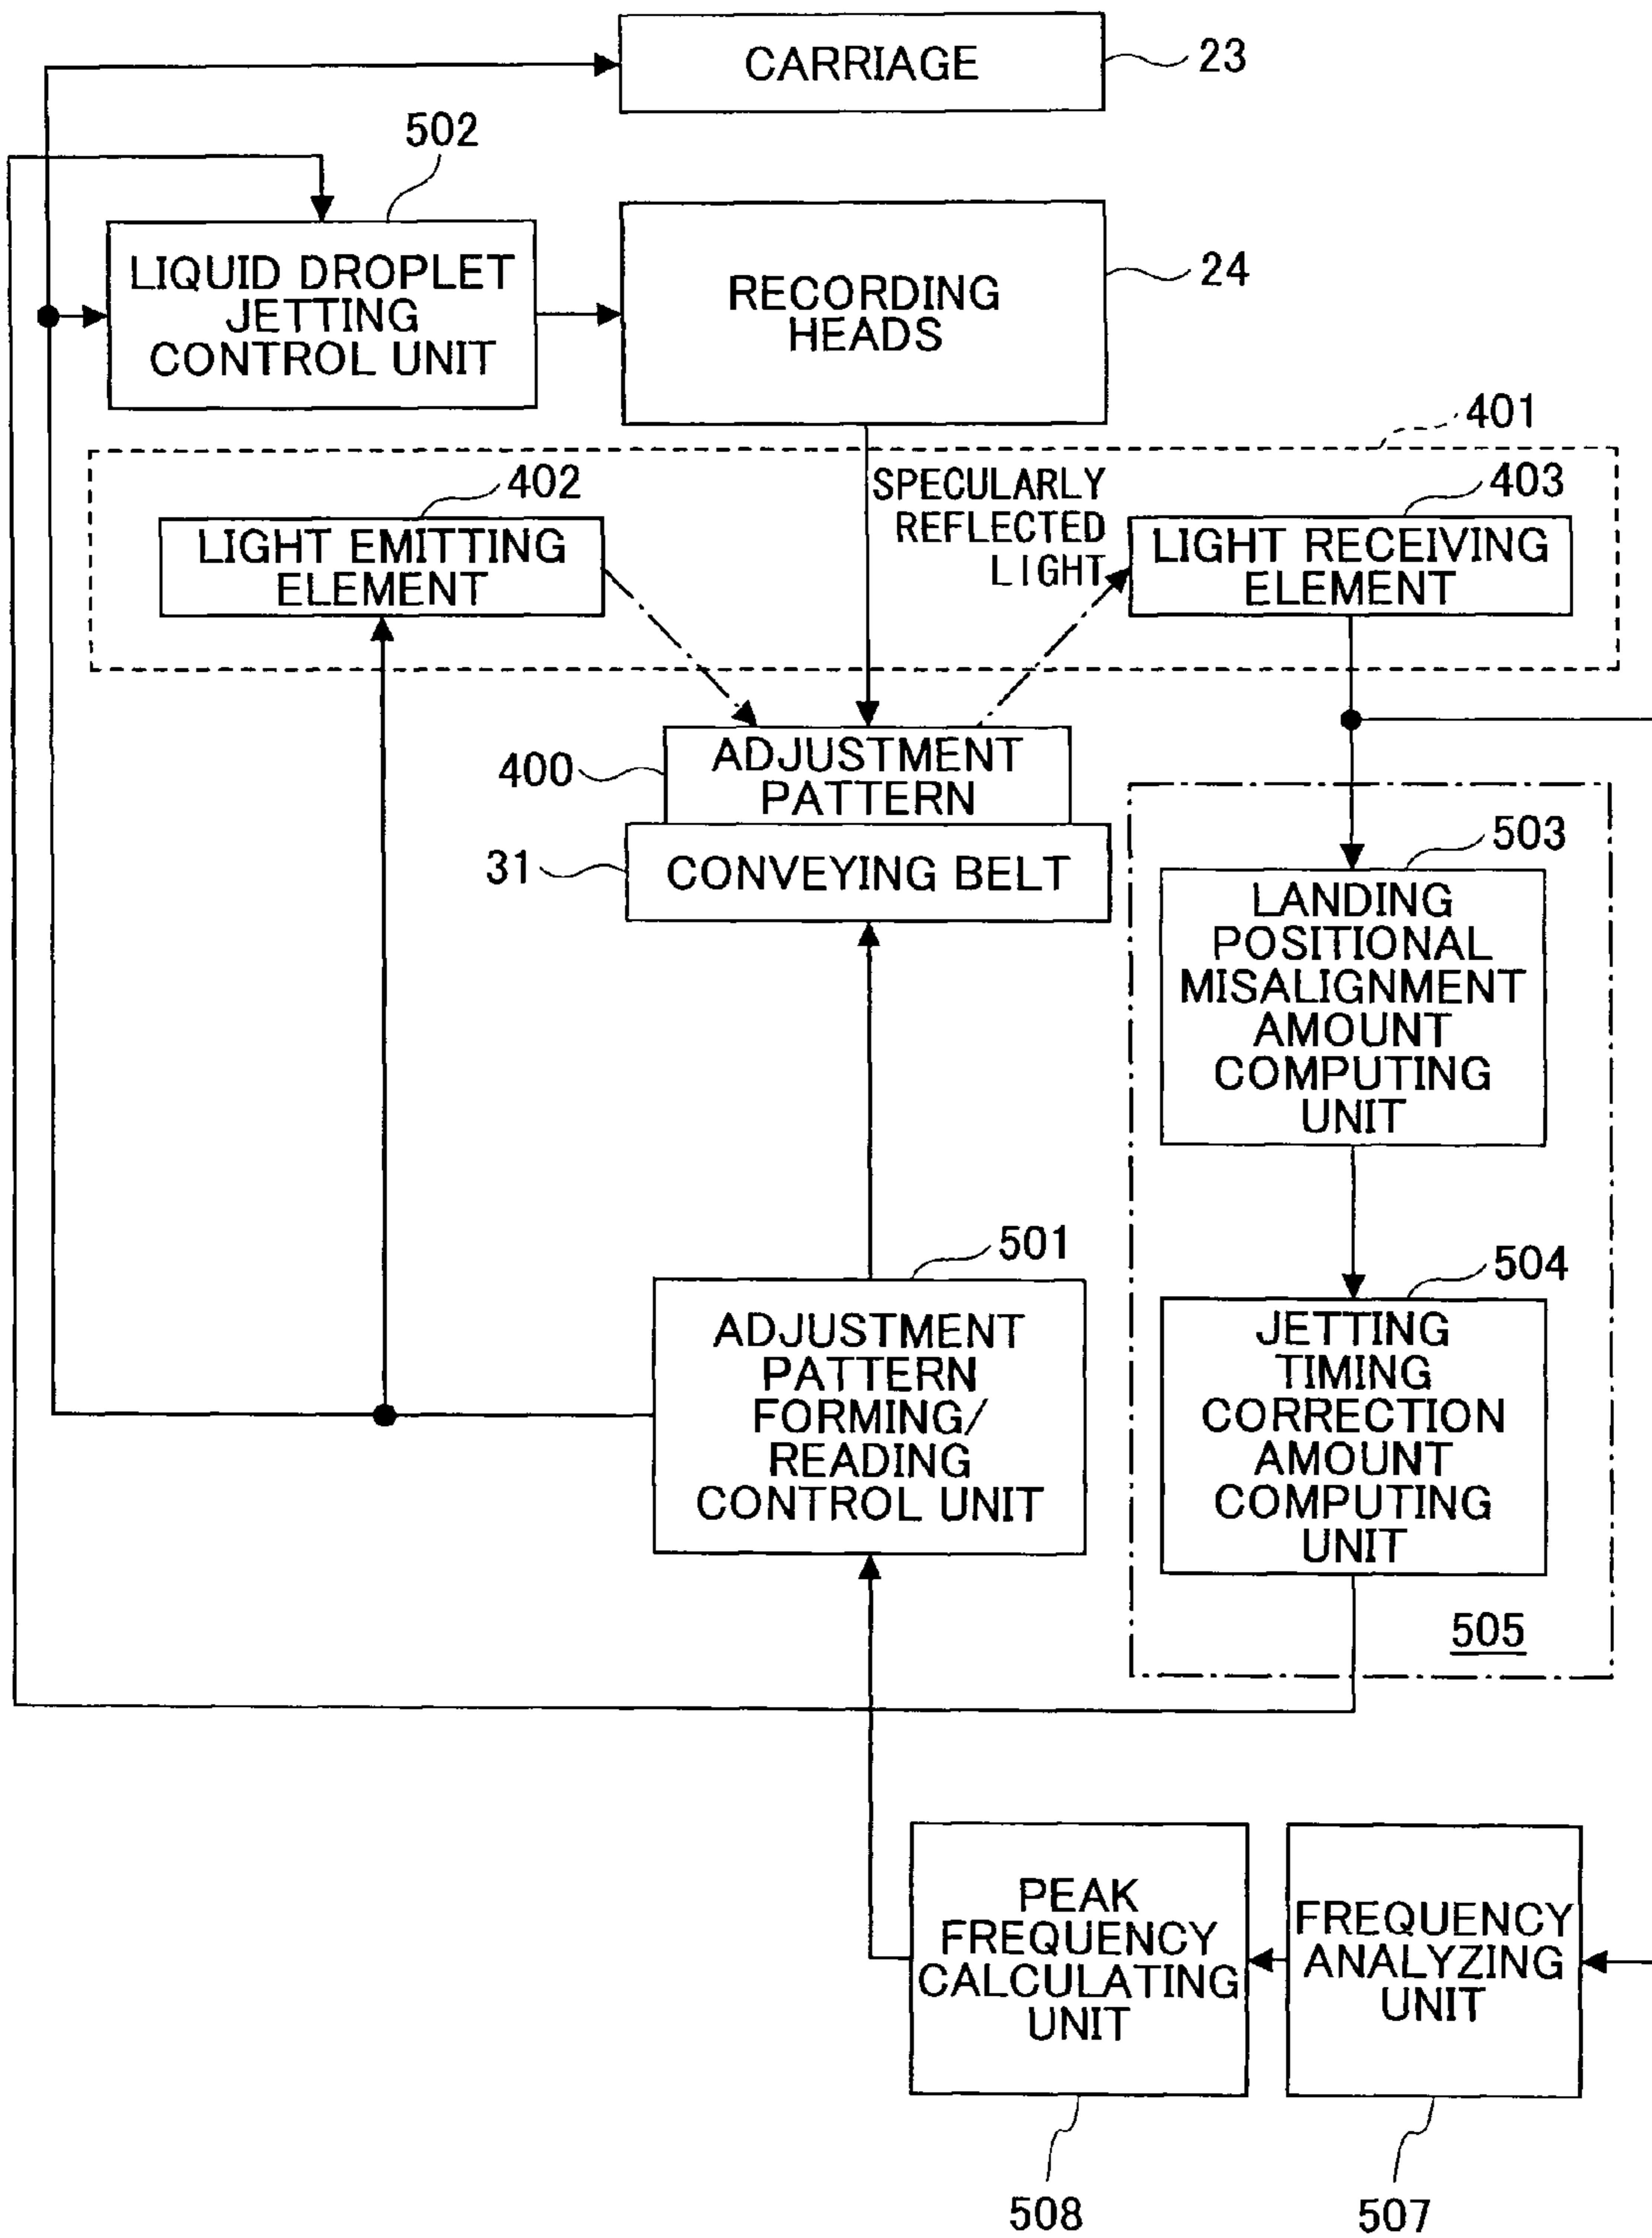 CARRIAGE
23
502
LIQUID DROPLET
JETTING
CONTROL UNIT
RECORDING
HEADS
24
401
402
LIGHT EMITTING
ELEMENT
SPECULARLY
REFLECTED
LIGHT
403
LIGHT RECEIVING
ELEMENT
400
ADJUSTMENT
PATTERN
31
CONVEYING BELT
503
LANDING
POSITIONAL
MISALIGNMENT
AMOUNT
COMPUTING
UNIT
501
ADJUSTMENT
PATTERN
FORMING/
READING
CONTROL UNIT
504
JETTING
TIMING
CORRECTION
AMOUNT
COMPUTING
UNIT
505
PEAK
FREQUENCY
CALCULATING
UNIT
FREQUENCY
ANALYZING
UNIT
508
507